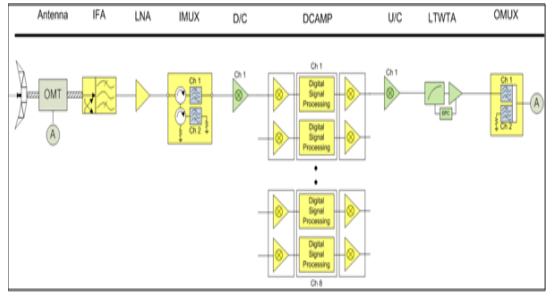 Antenna IFA LNA IMUX D/C DCAMP U/C LTWTA OMUX
Ch 1
Ch 1
Ch 1
Ch 1
Ch 1
OMT
A
Ch 2
Digital
Signal
Processing
Digital
Signal
Processing
EPC
Ch 2
A
Digital
Signal
Processing
Digital
Signal
Processing
Ch 8